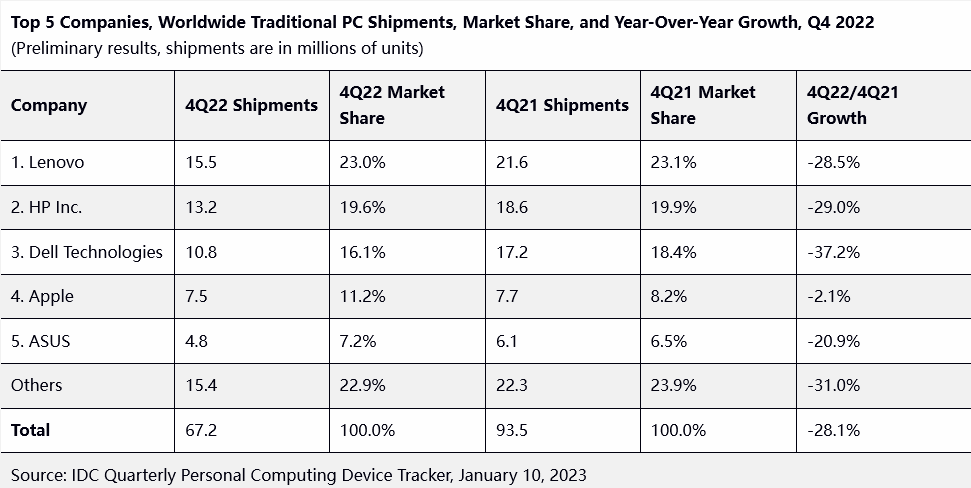 Top 5 Companies, Worldwide Traditional PC Shipments, Market Share, and Year-Over-Year Growth, Q4 2022
(Preliminary results, shipments are in millions of units)
Company 4Q22 Shipments 4Q22 Market Share 4Q21 Shipments 4Q21 Market Share 4Q22/4Q21 Growth
1. Lenovo 15.5 23.0% 21.6 23.1% -28.5%
2. HP Inc. 13.2 19.6% 18.6 19.9% -29.0%
3. Dell Technologies 10.8 16.1% 17.2 18.4% -37.2%
4. Apple 7.5 11.2% 7.7 8.2% -2.1%
5. ASUS 4.8 7.2% 6.1 6.5% -20.9%
Others 15.4 22.9% 22.3 23.9% -31.0%
Total 67.2 100.0% 93.5 100.0% -28.1%
Source: IDC Quarterly Personal Computing Device Tracker, January 10, 2023